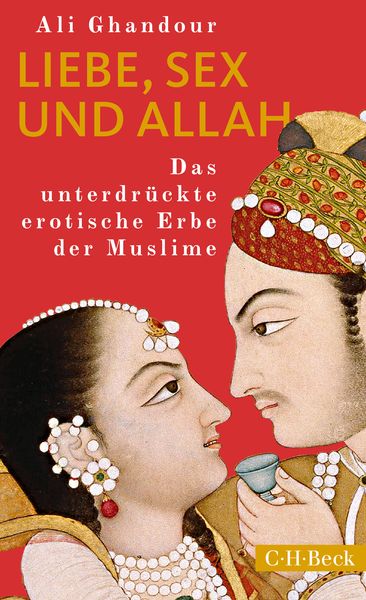 Ali Ghandour
LIEBE, SEX
UND ALLAH
Das
unterdrückte
erotische Erbe
der Muslime
C·H·Beck